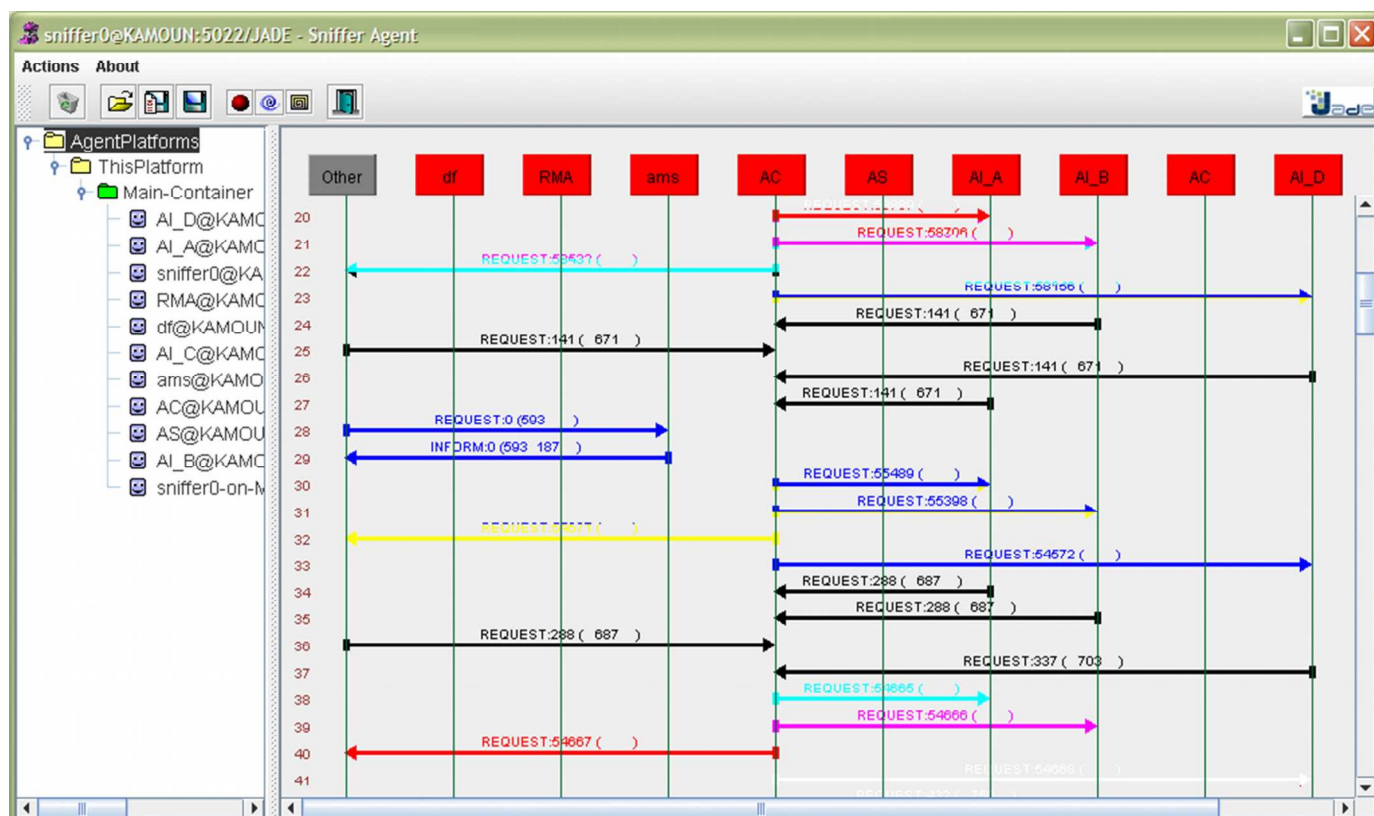 sniffer0@KAMOUN:5022/JADE - Sniffer Agent
Actions About
Jade
AgentPlatforms
ThisPlatform
Main-Container
AI_D@KAMO
AI_A@KAMC
sniffer0@KA
RMA@KAMO
df@KAMOUN
AI_C@KAMC
ams@KAMO
AC@KAMOU
AS@KAMOU
AI_B@KAMC
sniffer0-on-M
Other df RMA ams AC AS AI_A AI_B AC AI_D
20
21 REQUEST:58706 ( )
22
23
24 REQUEST:141 ( 671 )
25 REQUEST:141 ( 671 )
26 REQUEST:141 ( 671 )
27 REQUEST:141 ( 671 )
28 REQUEST:0 (593 )
29 INFORM:0 (593 187 )
30 REQUEST:55489 ( )
31 REQUEST:55398 ( )
32
33 REQUEST:54572 ( )
34 REQUEST:288 ( 687 )
35 REQUEST:288 ( 687 )
36 REQUEST:288 ( 687 )
37 REQUEST:337 ( 703 )
38 REQUEST:54665 ( )
39 REQUEST:54666 ( )
40 REQUEST:54667 ( )
41 REQUEST:54668 ( )